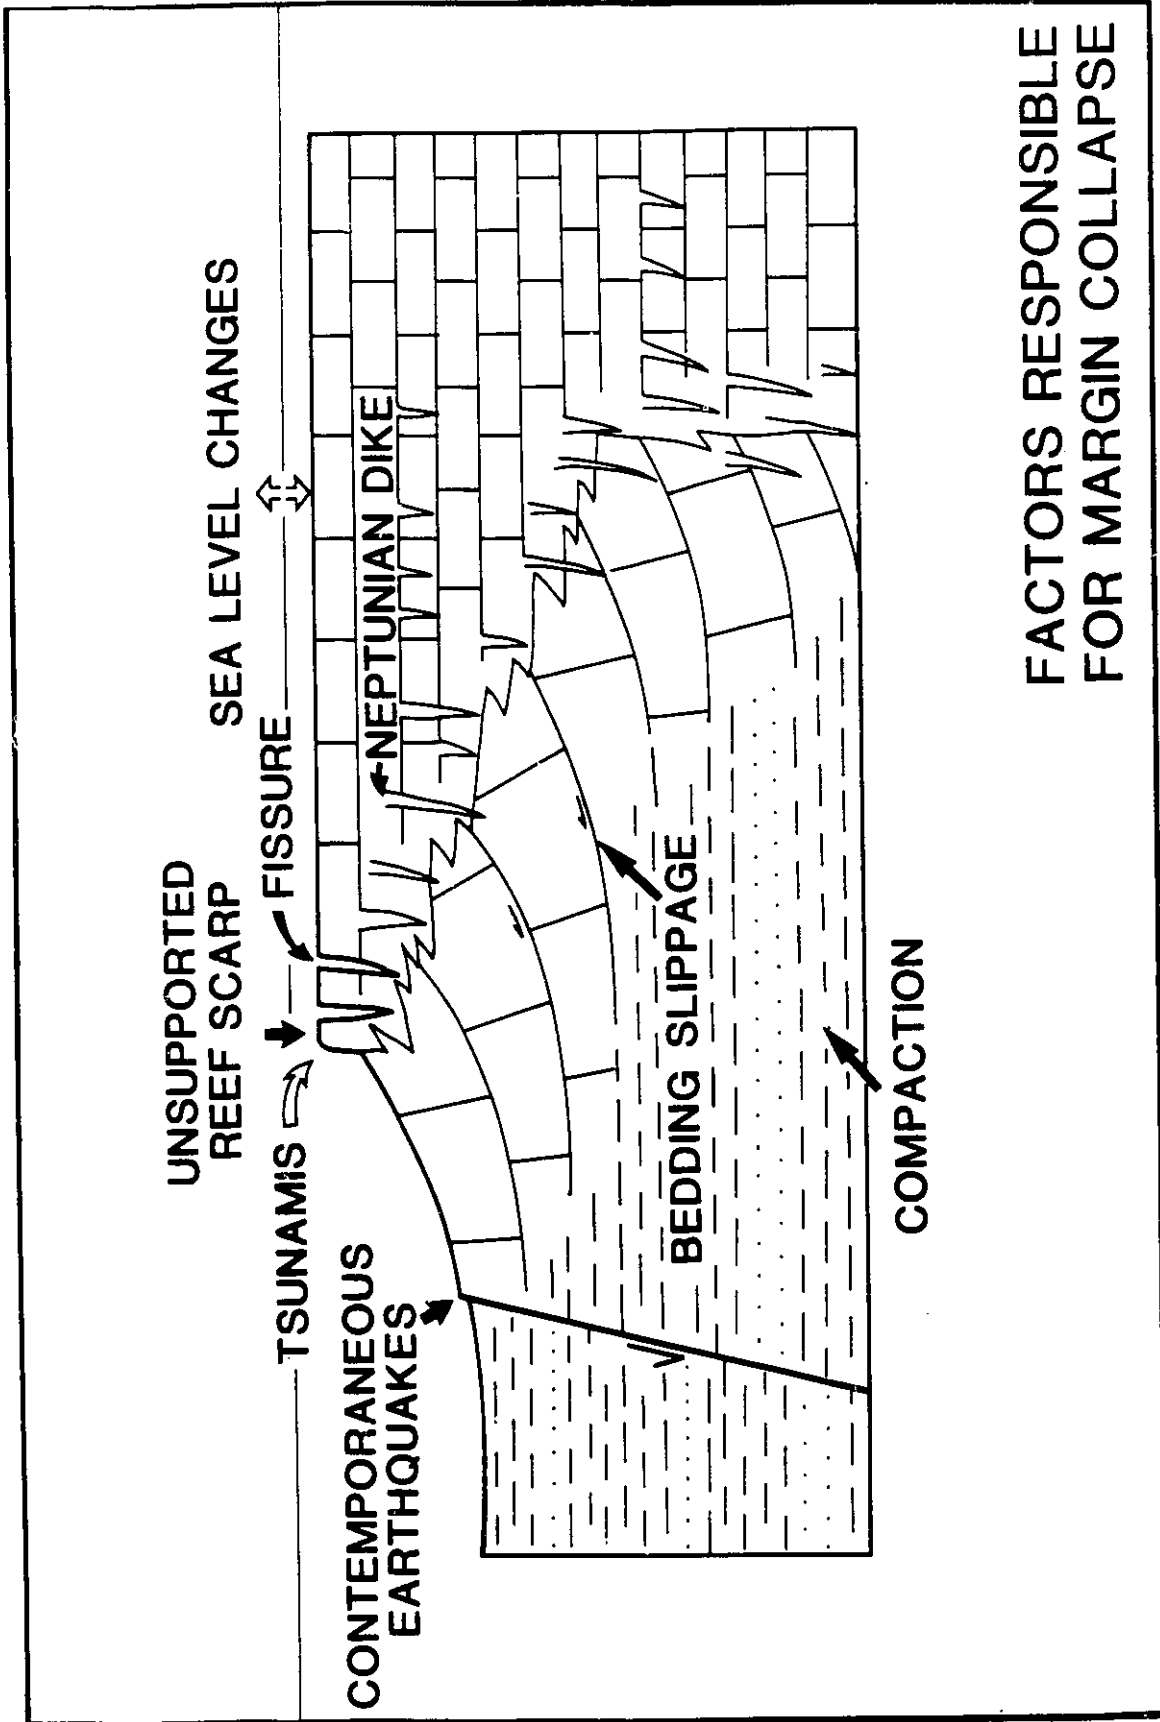 UNSUPPORTED
REEF SCARP
SEA LEVEL CHANGES
FISSURE
TSUNAMIS
CONTEMPORANEOUS
EARTHQUAKES
NEPTUNIAN DIKE
BEDDING SLIPPAGE
COMPACTION
FACTORS RESPONSIBLE
FOR MARGIN COLLAPSE